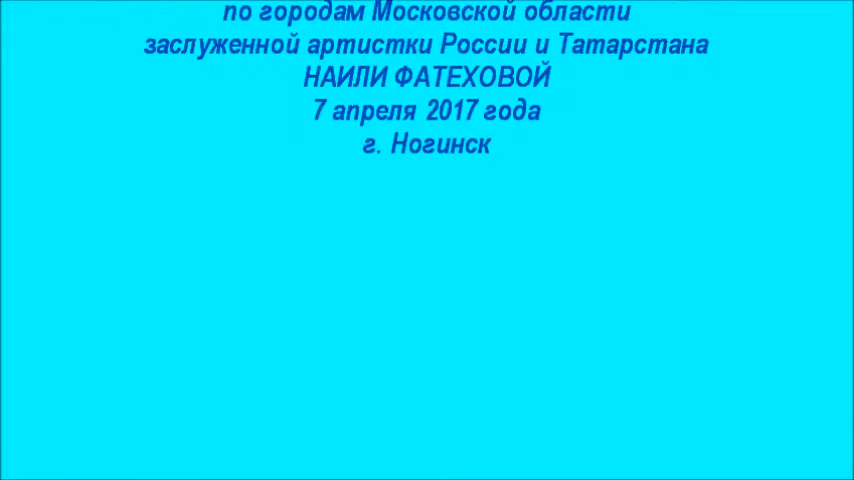 по городам Московской области
заслуженной артистки России и Татарстана
НАИЛИ ФАТЕХОВОЙ
7 апреля 2017 года
г. Ногинск